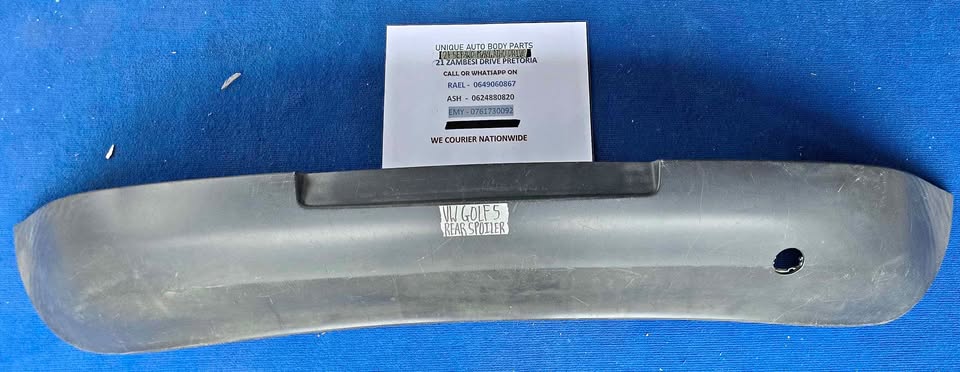 UNIQUE AUTO BODY PARTS
21 ZAMBESI DRIVE PRETORIA
CALL OR WHATIAPP ON
RAEL - 0649060867
ASH - 0624880820
EMY - 0761730092
WE COURIER NATIONWIDE
VW GOLF 5
REAR SPOILER